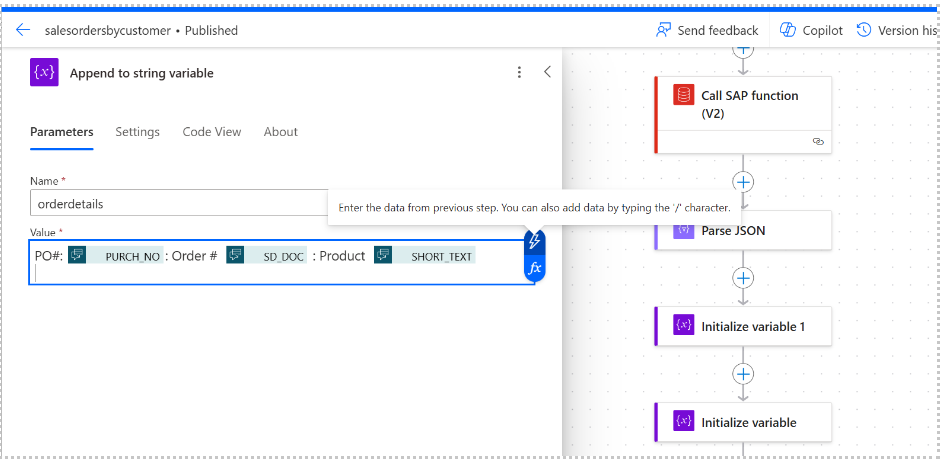 salesordersbycustomer • Published
Send feedback
Copilot
Version his
{x} Append to string variable
Parameters Settings Code View About
Name *
orderdetails
Enter the data from previous step. You can also add data by typing the '/' character.
Value *
PO#: PURCH_NO : Order # SD_DOC : Product SHORT_TEXT
fx
Call SAP function
(V2)
Parse JSON
{x} Initialize variable 1
{x} Initialize variable